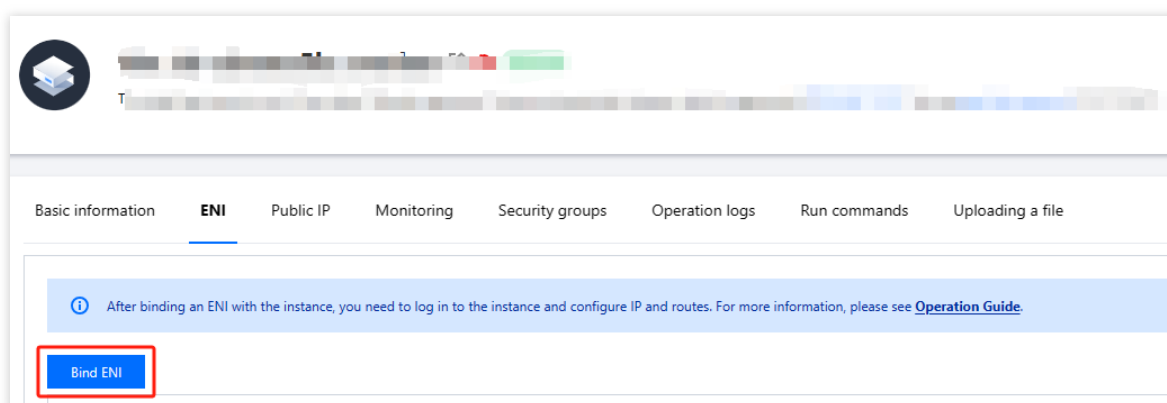 Basic information ENI Public IP Monitoring Security groups Operation logs Run commands Uploading a file
After binding an ENI with the instance, you need to log in to the instance and configure IP and routes. For more information, please see Operation Guide.
Bind ENI